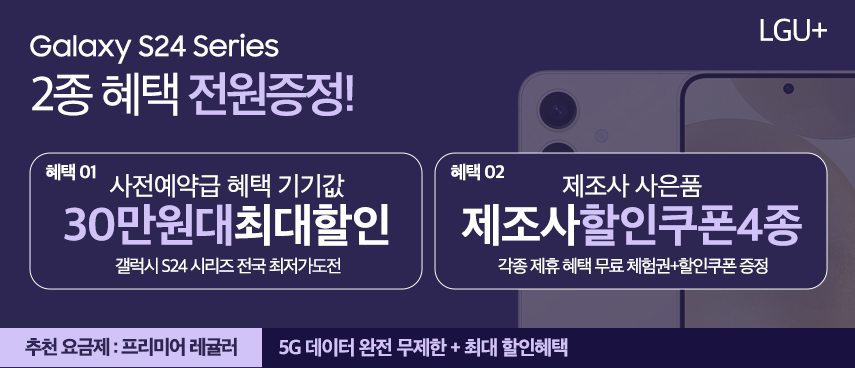 LGU+
Galaxy S24 Series
2종 혜택 전원증정!
혜택 01
사전예약급 혜택 기기값
30만원대최대할인
갤럭시 S24 시리즈 전국 최저가도전
혜택 02
제조사 사은품
제조사할인쿠폰4종
각종 제휴 혜택 무료 체험권+할인쿠폰 증정
추천 요금제 : 프리미어 레귤러
5G 데이터 완전 무제한 + 최대 할인혜택